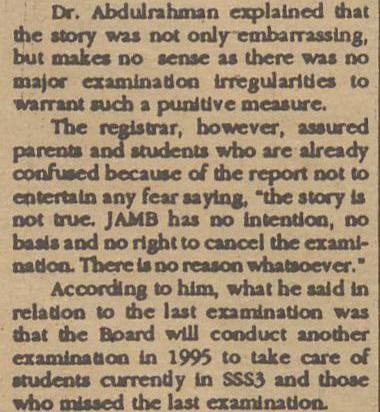 Dr. Abdulrahman explained that
the story was not only embarrassing,
but makes no sense as there was no
major examination irregularities to
warrant such a punitive measure.
The registrar, however, assured
parents and students who are already
confused because of the report not to
entertain any fear saying, "the story is
not true. JAMB has no intention, no
basis and no right to cancel the exami-
nation. There is no reason whatsoever."
According to him, what he said in
relation to the last examination was
that the Board will conduct another
examination in 1995 to take care of
students currently in SSS3 and those
who missed the last examination.